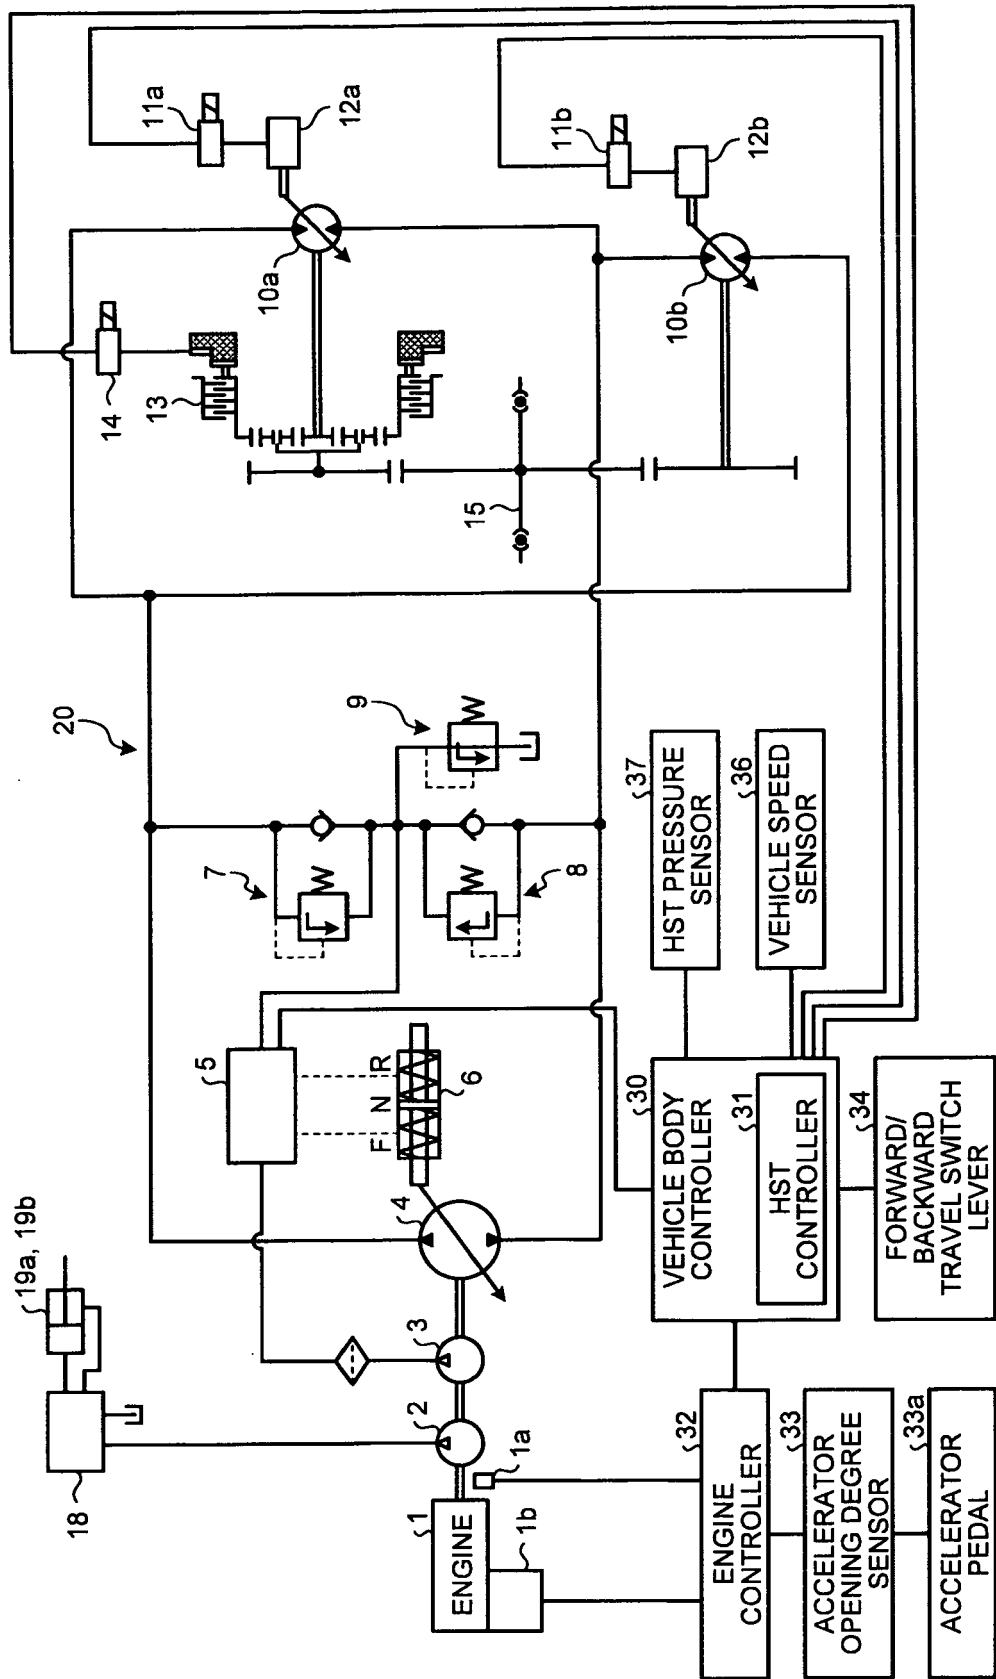 19a, 19b
18
20
11a
12a
10a
14
13
11b
12b
10b
15
7
9
8
5
F N R
6
4
3
2
1
ENGINE
1a
1b
32
ENGINE
CONTROLLER
33
ACCELERATOR
OPENING DEGREE
SENSOR
33a
ACCELERATOR
PEDAL
30
VEHICLE BODY
CONTROLLER
31
HST
CONTROLLER
34
FORWARD/
BACKWARD
TRAVEL SWITCH
LEVER
37
HST PRESSURE
SENSOR
36
VEHICLE SPEED
SENSOR